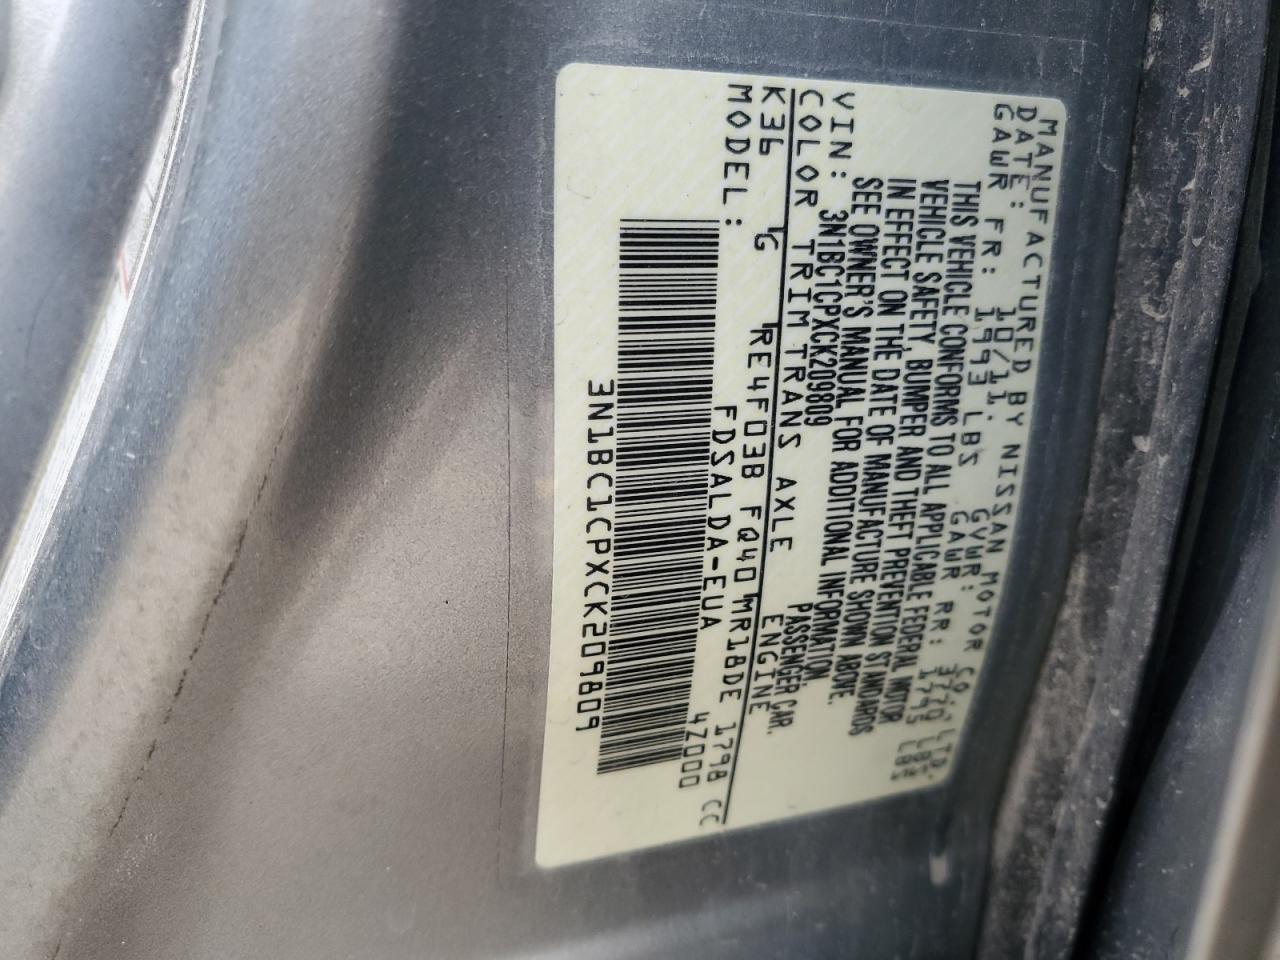 MANUFACTURED BY NISSAN MOTOR CO., LTD.
DATE: 10/11. GVWR: 3770 LBS
GAWR FR: 1993 LBS GAWR RR: 1795 LBS
THIS VEHICLE CONFORMS TO ALL APPLICABLE FEDERAL MOTOR
VEHICLE SAFETY, BUMPER AND THEFT PREVENTION STANDARDS
IN EFFECT ON THE DATE OF MANUFACTURE SHOWN ABOVE.
SEE OWNER'S MANUAL FOR ADDITIONAL INFORMATION.
VIN: 3N1BC1CPXCK209809 PASSENGER CAR.
COLOR TRIM TRANS AXLE ENGINE
K36 G RE4F03B FQ40 MR18DE 1798 CC
MODEL: FDSALDA-EUA 4Z000
3N1BC1CPXCK209809